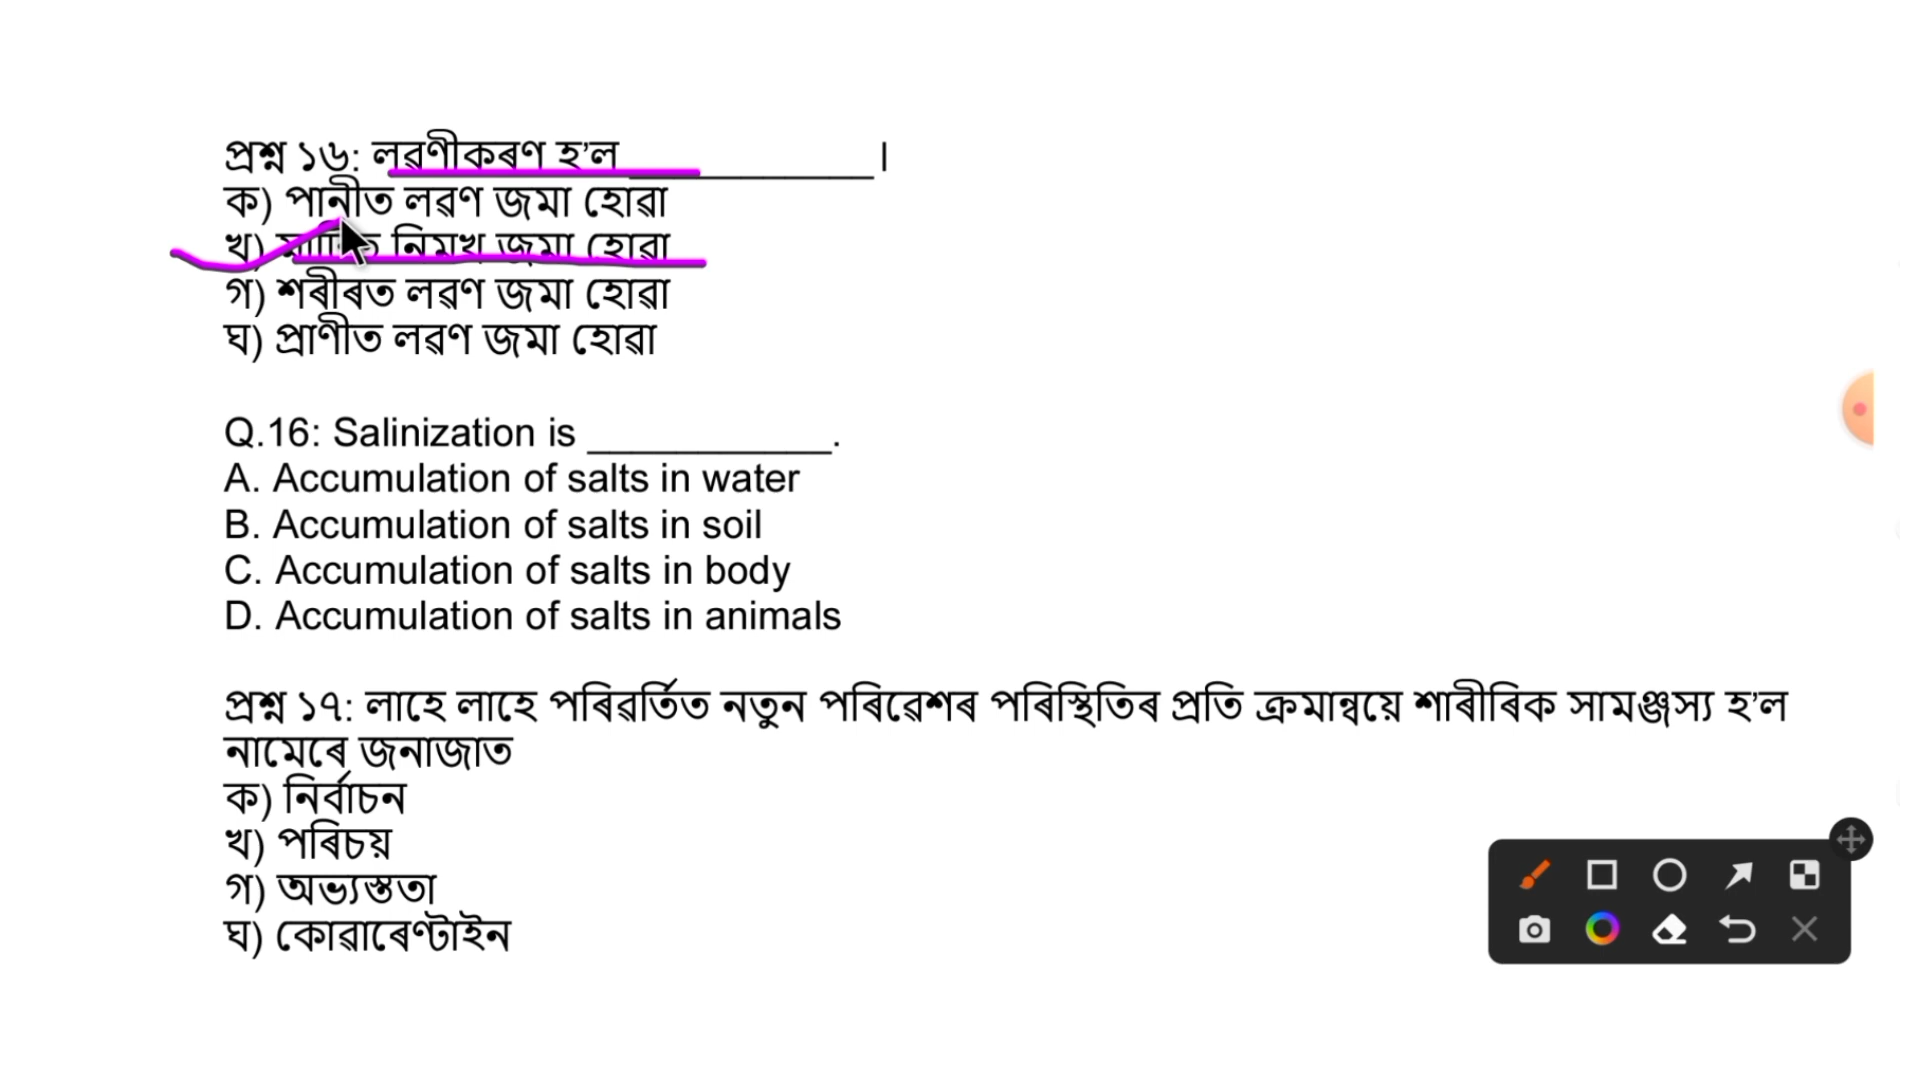 প্ৰশ্ন ১৬: লৱণীকৰণ হ'ল ___________।
ক) পানীত লৱণ জমা হোৱা
খ) মাটিত নিমখ জমা হোৱা
গ) শৰীৰত লৱণ জমা হোৱা
ঘ) প্ৰাণীত লৱণ জমা হোৱা
Q.16: Salinization is ___________.
A. Accumulation of salts in water
B. Accumulation of salts in soil
C. Accumulation of salts in body
D. Accumulation of salts in animals
প্ৰশ্ন ১৭: লাহে লাহে পৰিৱৰ্তিত নতুন পৰিৱেশৰ পৰিস্থিতিৰ প্ৰতি ক্ৰমান্বয়ে শাৰীৰিক সামঞ্জস্য হ'ল
নামেৰে জনাজাত
ক) নিৰ্বাচন
খ) পৰিচয়
গ) অভ্যস্ততা
ঘ) কোৱাৰেণ্টাইন